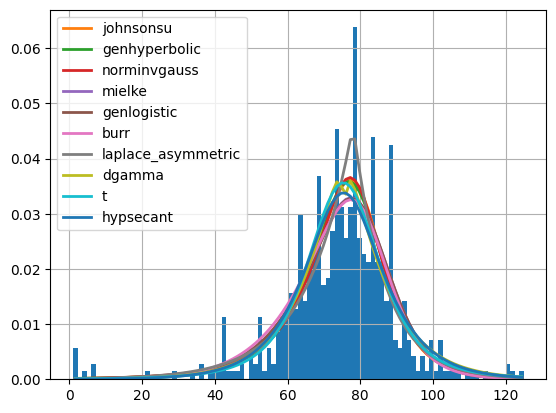 0.06
0.05
0.04
0.03
0.02
0.01
0.00
johnsonsu
genhyperbolic
norminvgauss
mielke
genlogistic
burr
laplace_asymmetric
dgamma
t
hypsecant
0 20 40 60 80 100 120